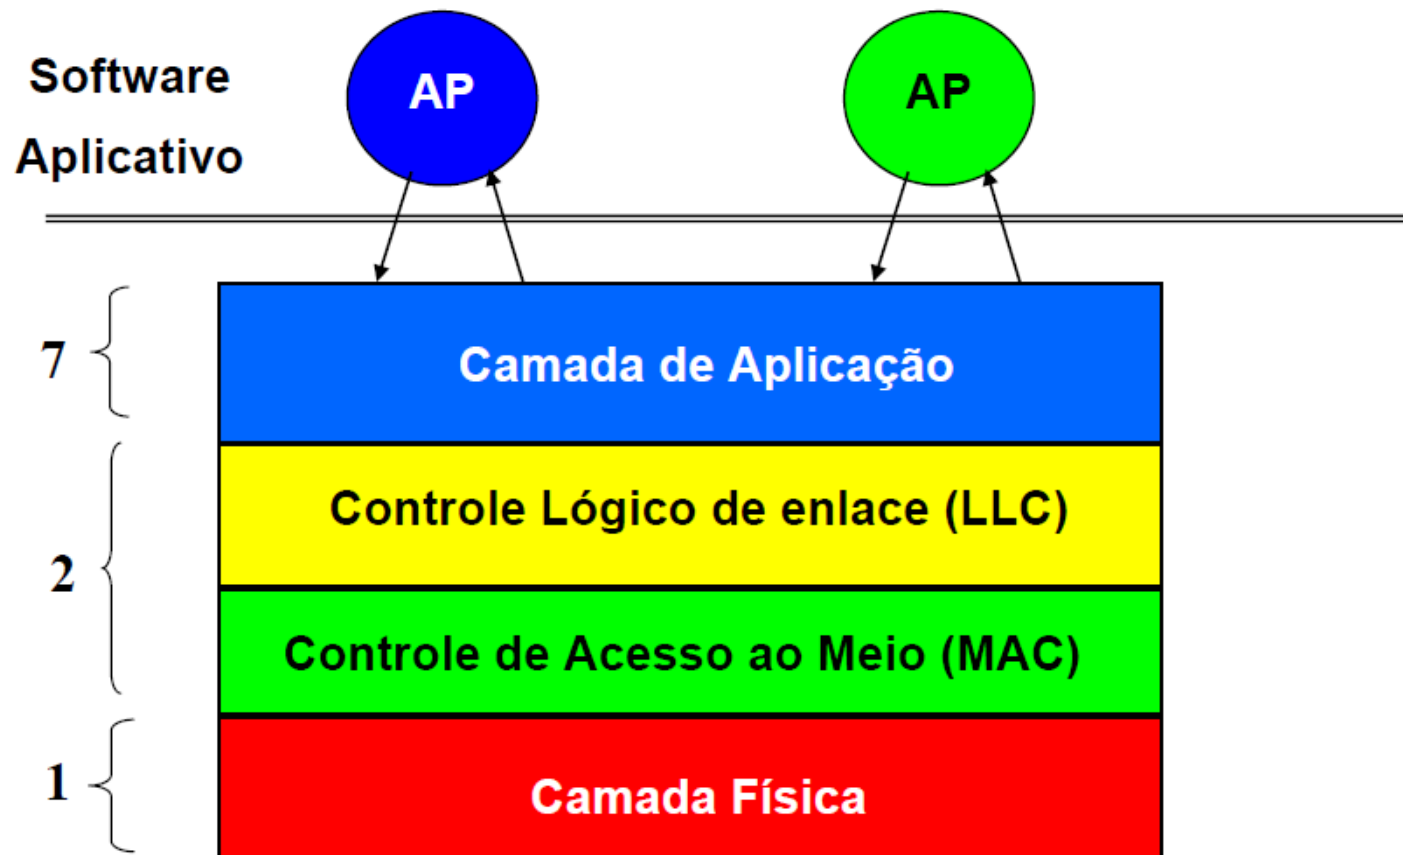 Software
Aplicativo
AP
AP
7
Camada de Aplicação
2
Controle Lógico de enlace (LLC)
Controle de Acesso ao Meio (MAC)
1
Camada Física